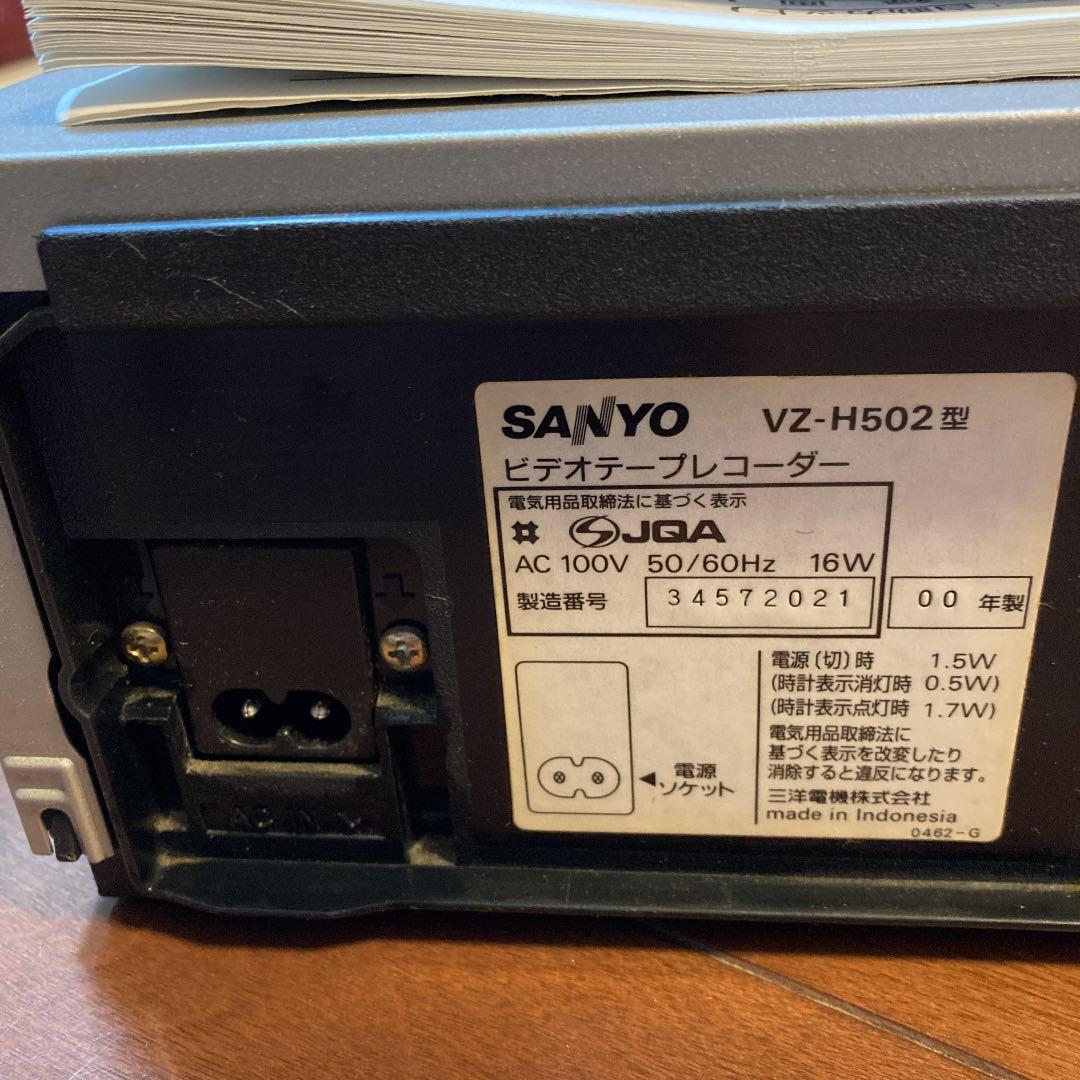 SANYO VZ-H502型
ビデオテープレコーダー
電気用品取締法に基づく表示
JQA
AC 100V 50/60Hz 16W
製造番号 34572021 00 年製
電源(切)時 1.5W
(時計表示消灯時 0.5W)
(時計表示点灯時 1.7W)
電気用品取締法に
基づく表示を改変したり
消除すると違反になります。
三洋電機株式会社
made in Indonesia
0462-G
◀電源
ソケット